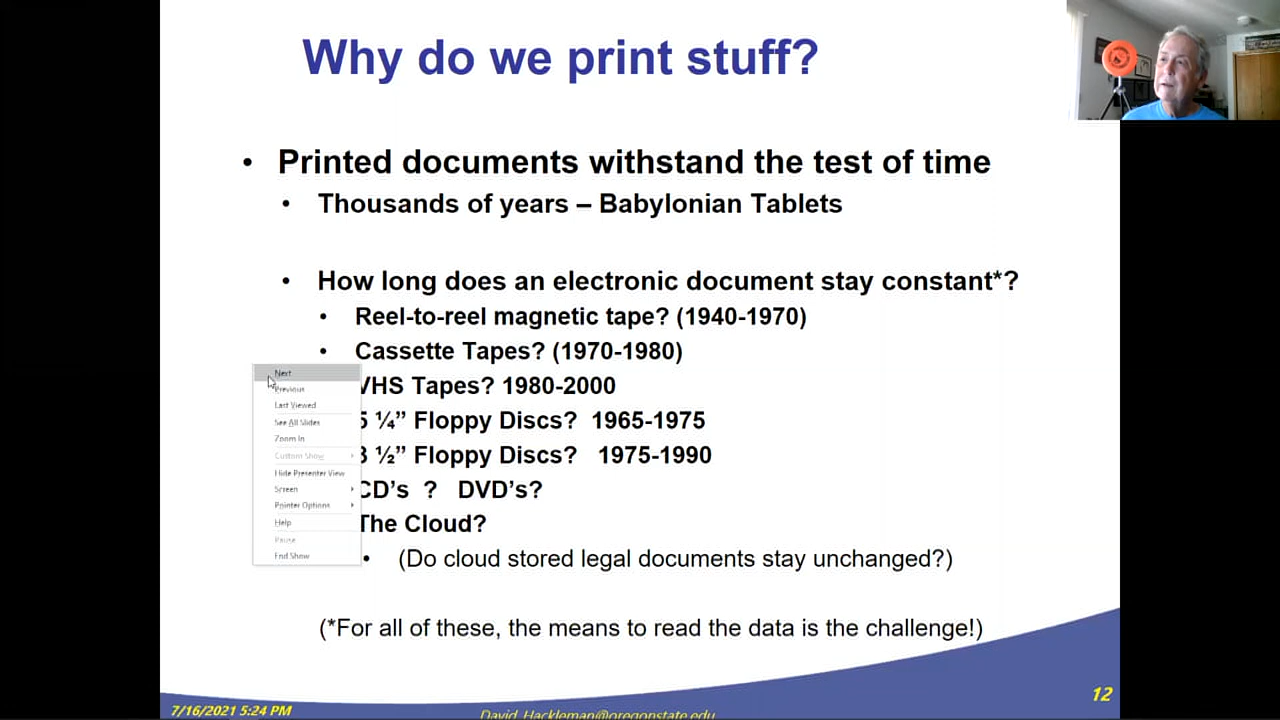 Why do we print stuff?
• Printed documents withstand the test of time
• Thousands of years – Babylonian Tablets
• How long does an electronic document stay constant*?
• Reel-to-reel magnetic tape? (1940-1970)
• Cassette Tapes? (1970-1980)
VHS Tapes? 1980-2000
5 ¼” Floppy Discs? 1965-1975
3 ½” Floppy Discs? 1975-1990
CD’s ? DVD’s?
The Cloud?
• (Do cloud stored legal documents stay unchanged?)
(*For all of these, the means to read the data is the challenge!)
Next
Previous
Last Viewed
See All Slides
Zoom In
Custom Show
Hide Presenter View
Screen
Pointer Options
Help
Pause
End Show
7/16/2021 5:24 PM
David_Hackleman@oregonstate.edu
12